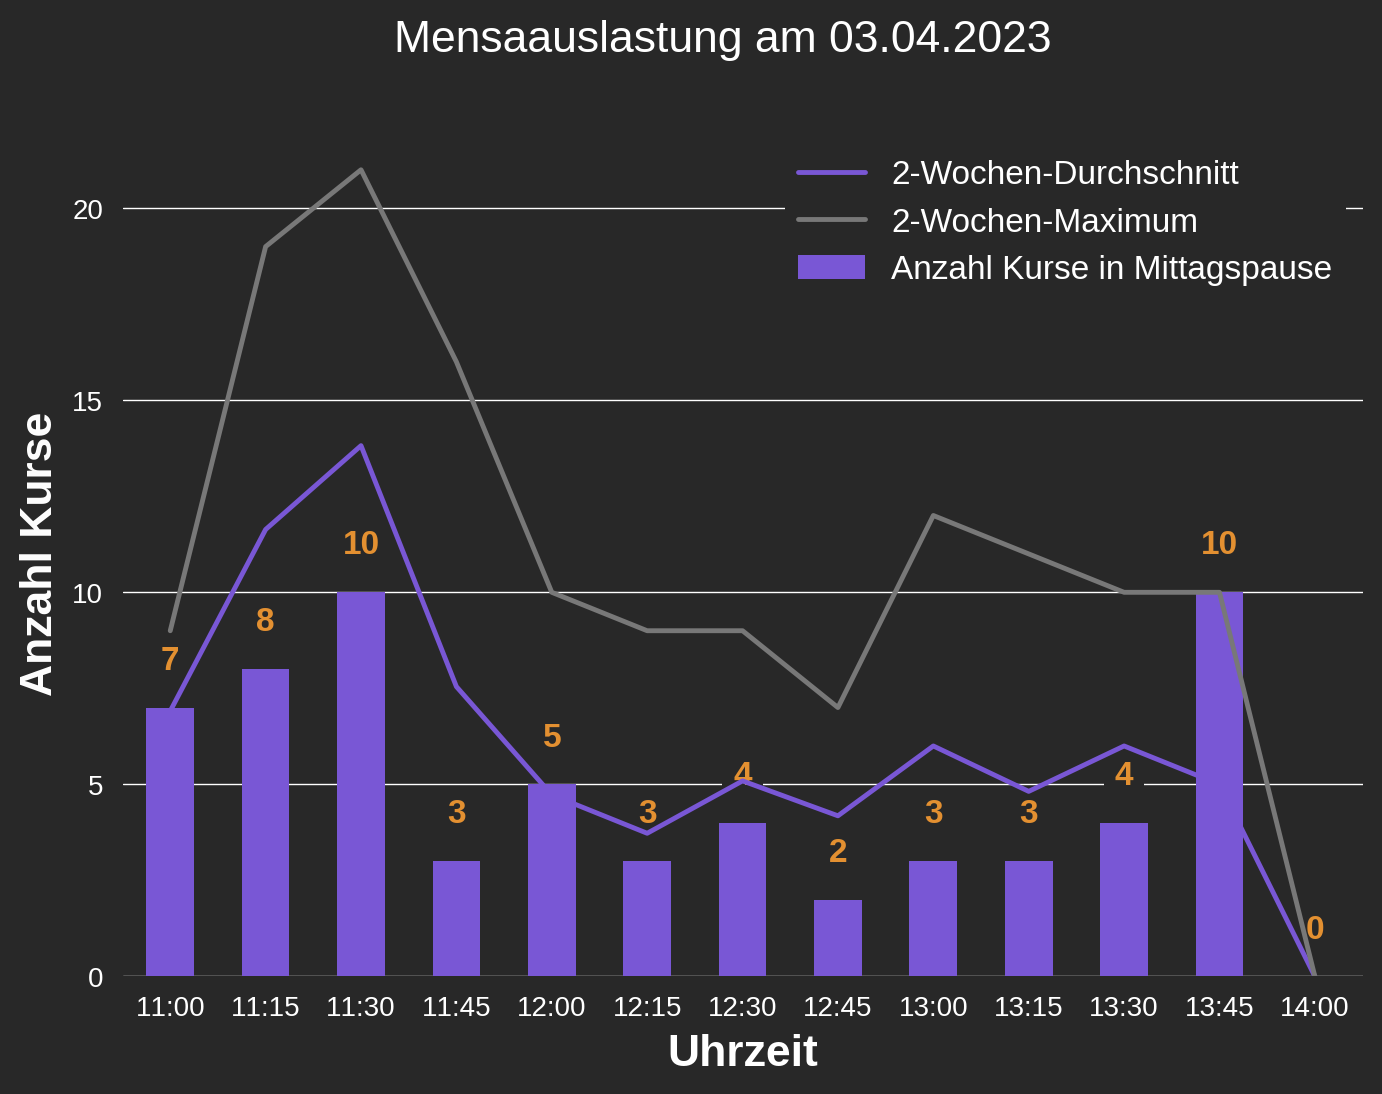 Mensaauslastung am 03.04.2023
2-Wochen-Durchschnitt
2-Wochen-Maximum
Anzahl Kurse in Mittagspause
Anzahl Kurse
20
15
10
5
0
7
8
10
3
5
3
4
2
3
3
4
10
0
11:00 11:15 11:30 11:45 12:00 12:15 12:30 12:45 13:00 13:15 13:30 13:45 14:00
Uhrzeit